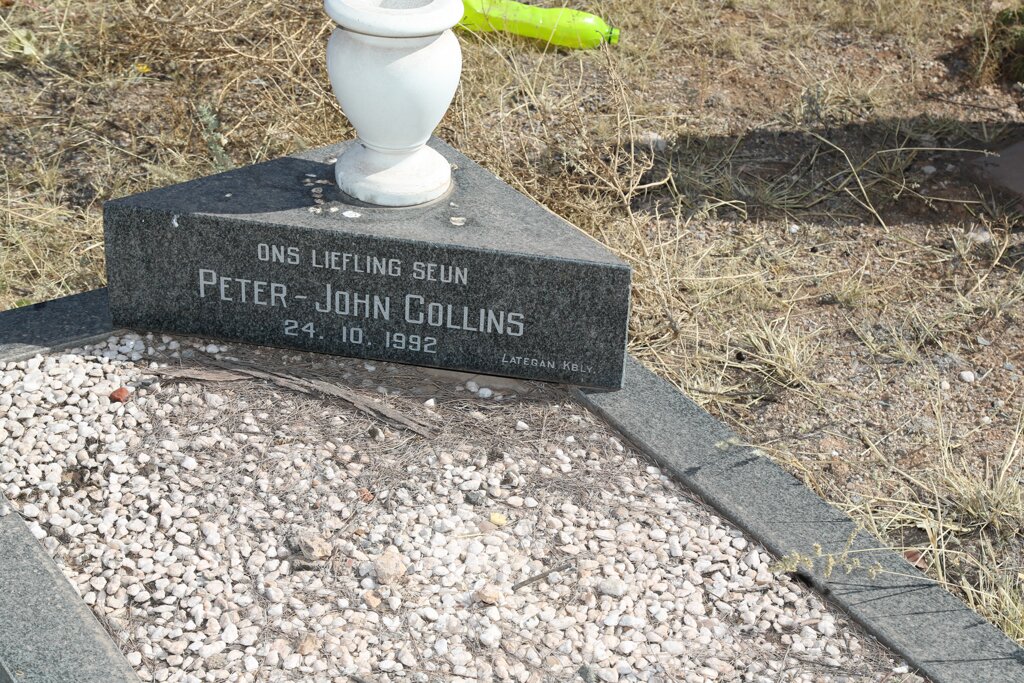 ONS LIEFLING SEUN
PETER-JOHN COLLINS
24. 10. 1992
LATEGAN KBLY.